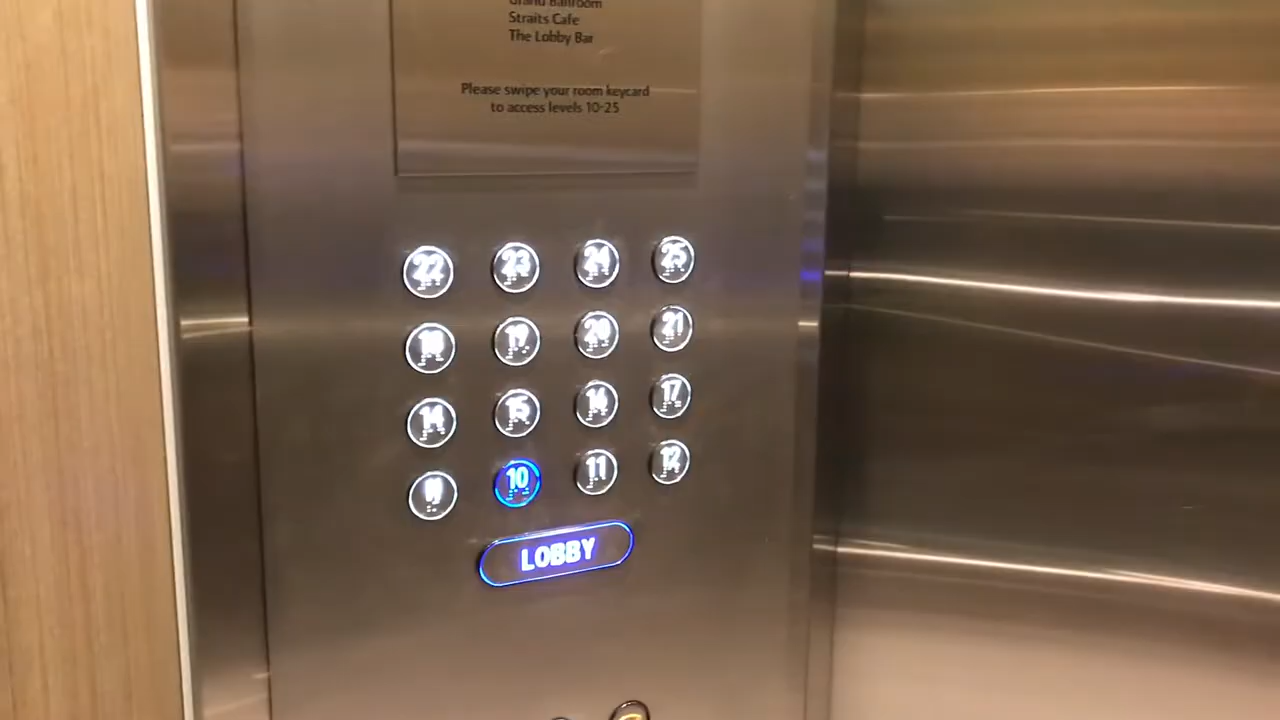 Grand Ballroom
Straits Cafe
The Lobby Bar
Please swipe your room keycard
to access levels 10-25
22 23 24 25
18 19 20 21
14 15 16 17
10 11 12
LOBBY